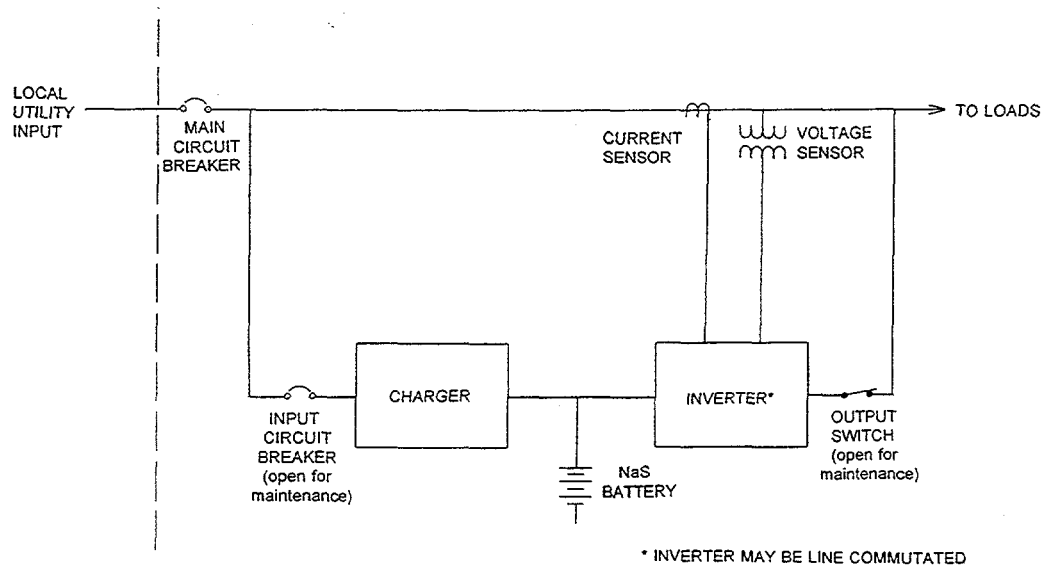 LOCAL
UTILITY
INPUT
MAIN
CIRCUIT
BREAKER
CURRENT
SENSOR
VOLTAGE
SENSOR
TO LOADS
CHARGER
INVERTER*
INPUT
CIRCUIT
BREAKER
(open for
maintenance)
NaS
BATTERY
OUTPUT
SWITCH
(open for
maintenance)
* INVERTER MAY BE LINE COMMUTATED